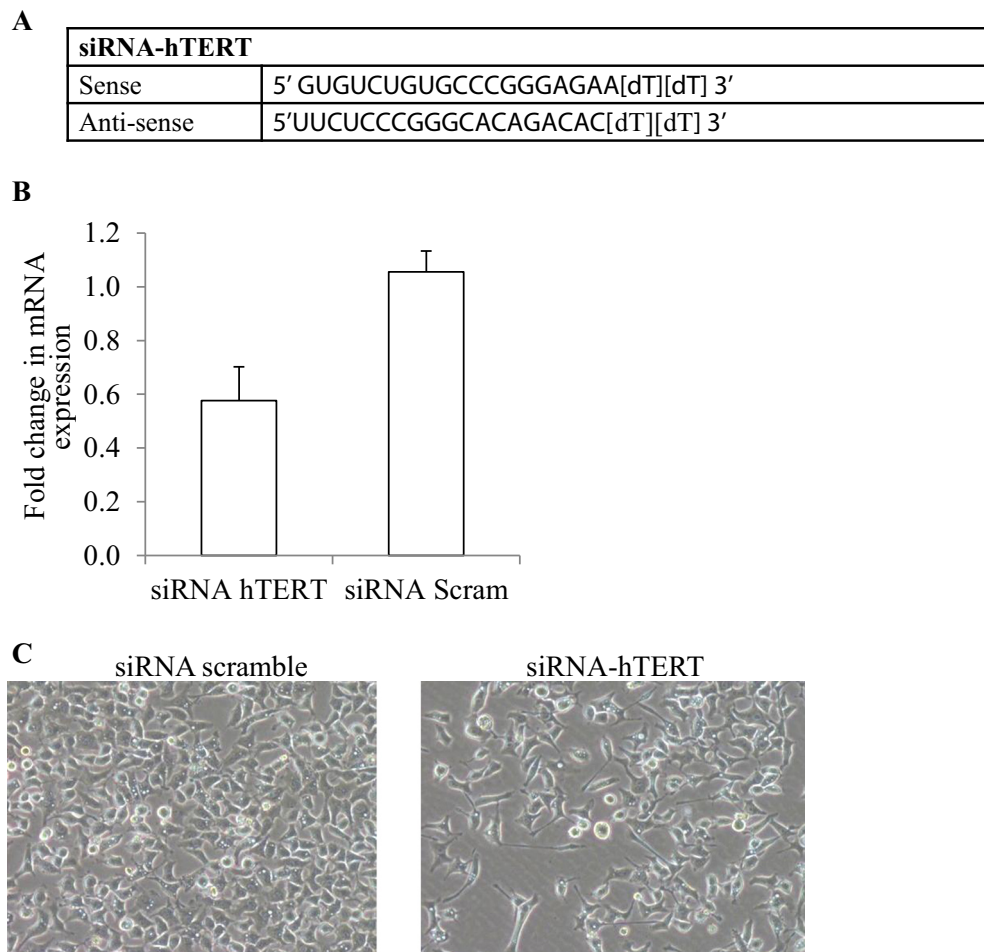 A
siRNA-hTERT
Sense 5′ GUGUCUGUGCCCGGGAGAA[dT][dT] 3′
Anti-sense 5′UUCUCCCGGGCACAGACAC[dT][dT] 3′
B
Fold change in mRNA
expression
1.2
1.0
0.8
0.6
0.4
0.2
0.0
siRNA hTERT siRNA Scram
C
siRNA scramble siRNA-hTERT